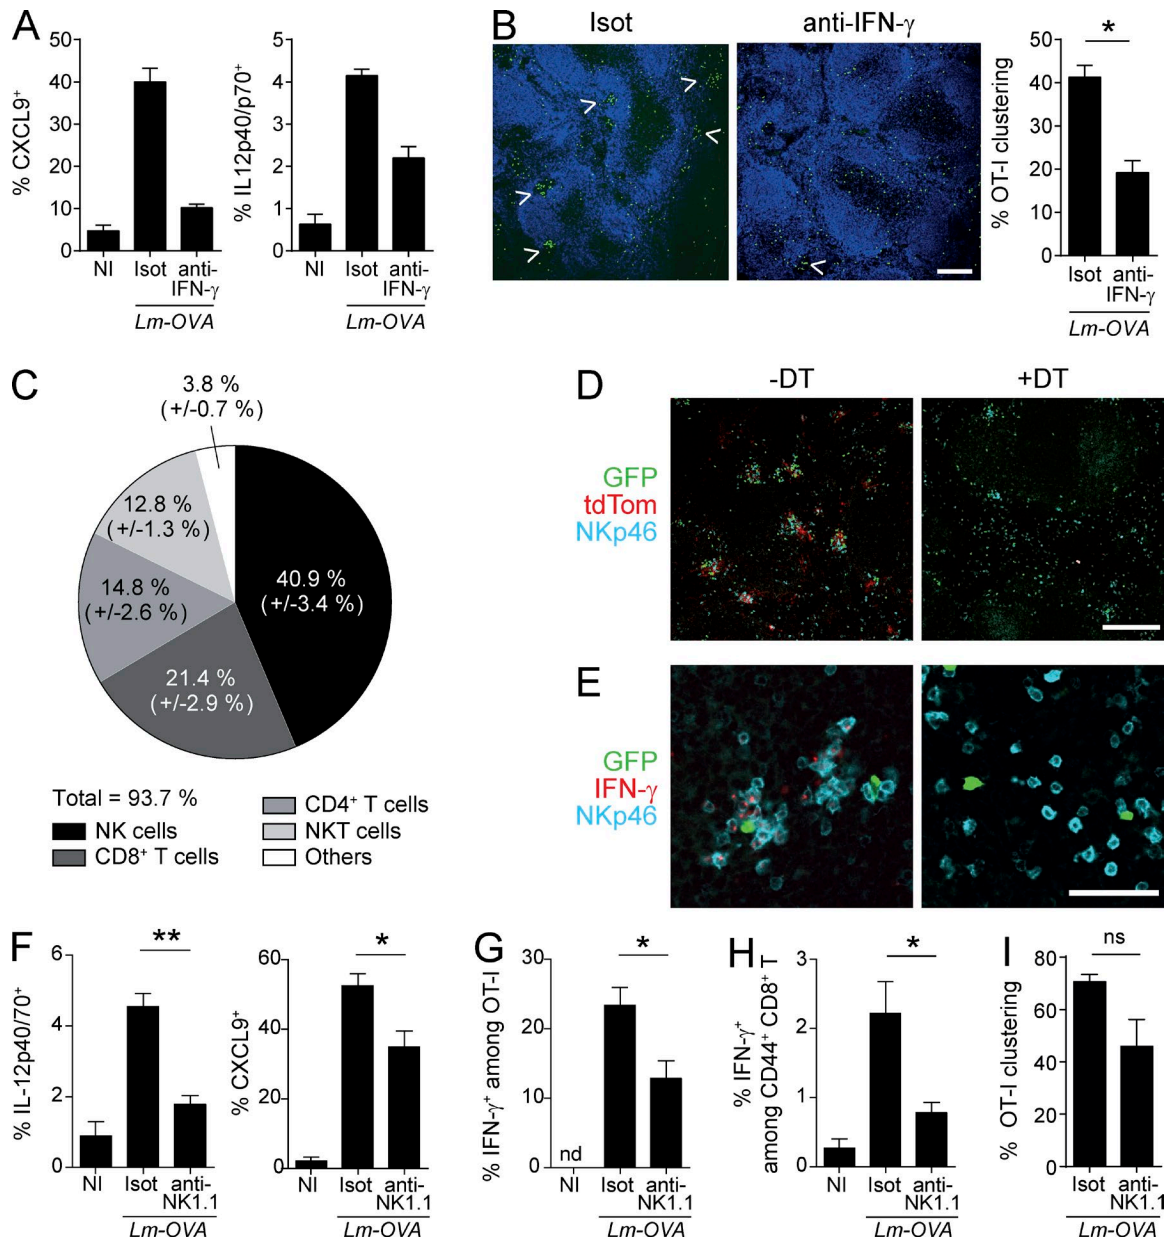 A
% CXCL9⁺
50
40
30
20
10
0
NI
Isot
anti-
IFN-γ
Lm-OVA
% IL12p40/p70⁺
5
4
3
2
1
0
NI
Isot
anti-
IFN-γ
Lm-OVA
B
Isot
anti-IFN-γ
% OT-I clustering
50
40
30
20
10
0
*
Isot
anti-
IFN-γ
Lm-OVA
C
3.8 %
(+/-0.7 %)
12.8 %
(+/-1.3 %)
14.8 %
(+/-2.6 %)
40.9 %
(+/-3.4 %)
21.4 %
(+/-2.9 %)
Total = 93.7 %
NK cells
CD8⁺ T cells
CD4⁺ T cells
NKT cells
Others
D
-DT
+DT
GFP
tdTom
NKp46
E
GFP
IFN-γ
NKp46
F
% IL-12p40/70⁺
6
4
2
0
**
NI
Isot
anti-
NK1.1
Lm-OVA
% CXCL9⁺
60
40
20
0
*
NI
Isot
anti-
NK1.1
Lm-OVA
G
% IFN-γ⁺ among OT-I
30
20
10
0
*
nd
NI
Isot
anti-
NK1.1
Lm-OVA
H
% IFN-γ⁺
among CD44⁺ CD8⁺ T
3
2
1
0
*
NI
Isot
anti-
NK1.1
Lm-OVA
I
% OT-I clustering
80
60
40
20
0
ns
Isot
anti-
NK1.1
Lm-OVA